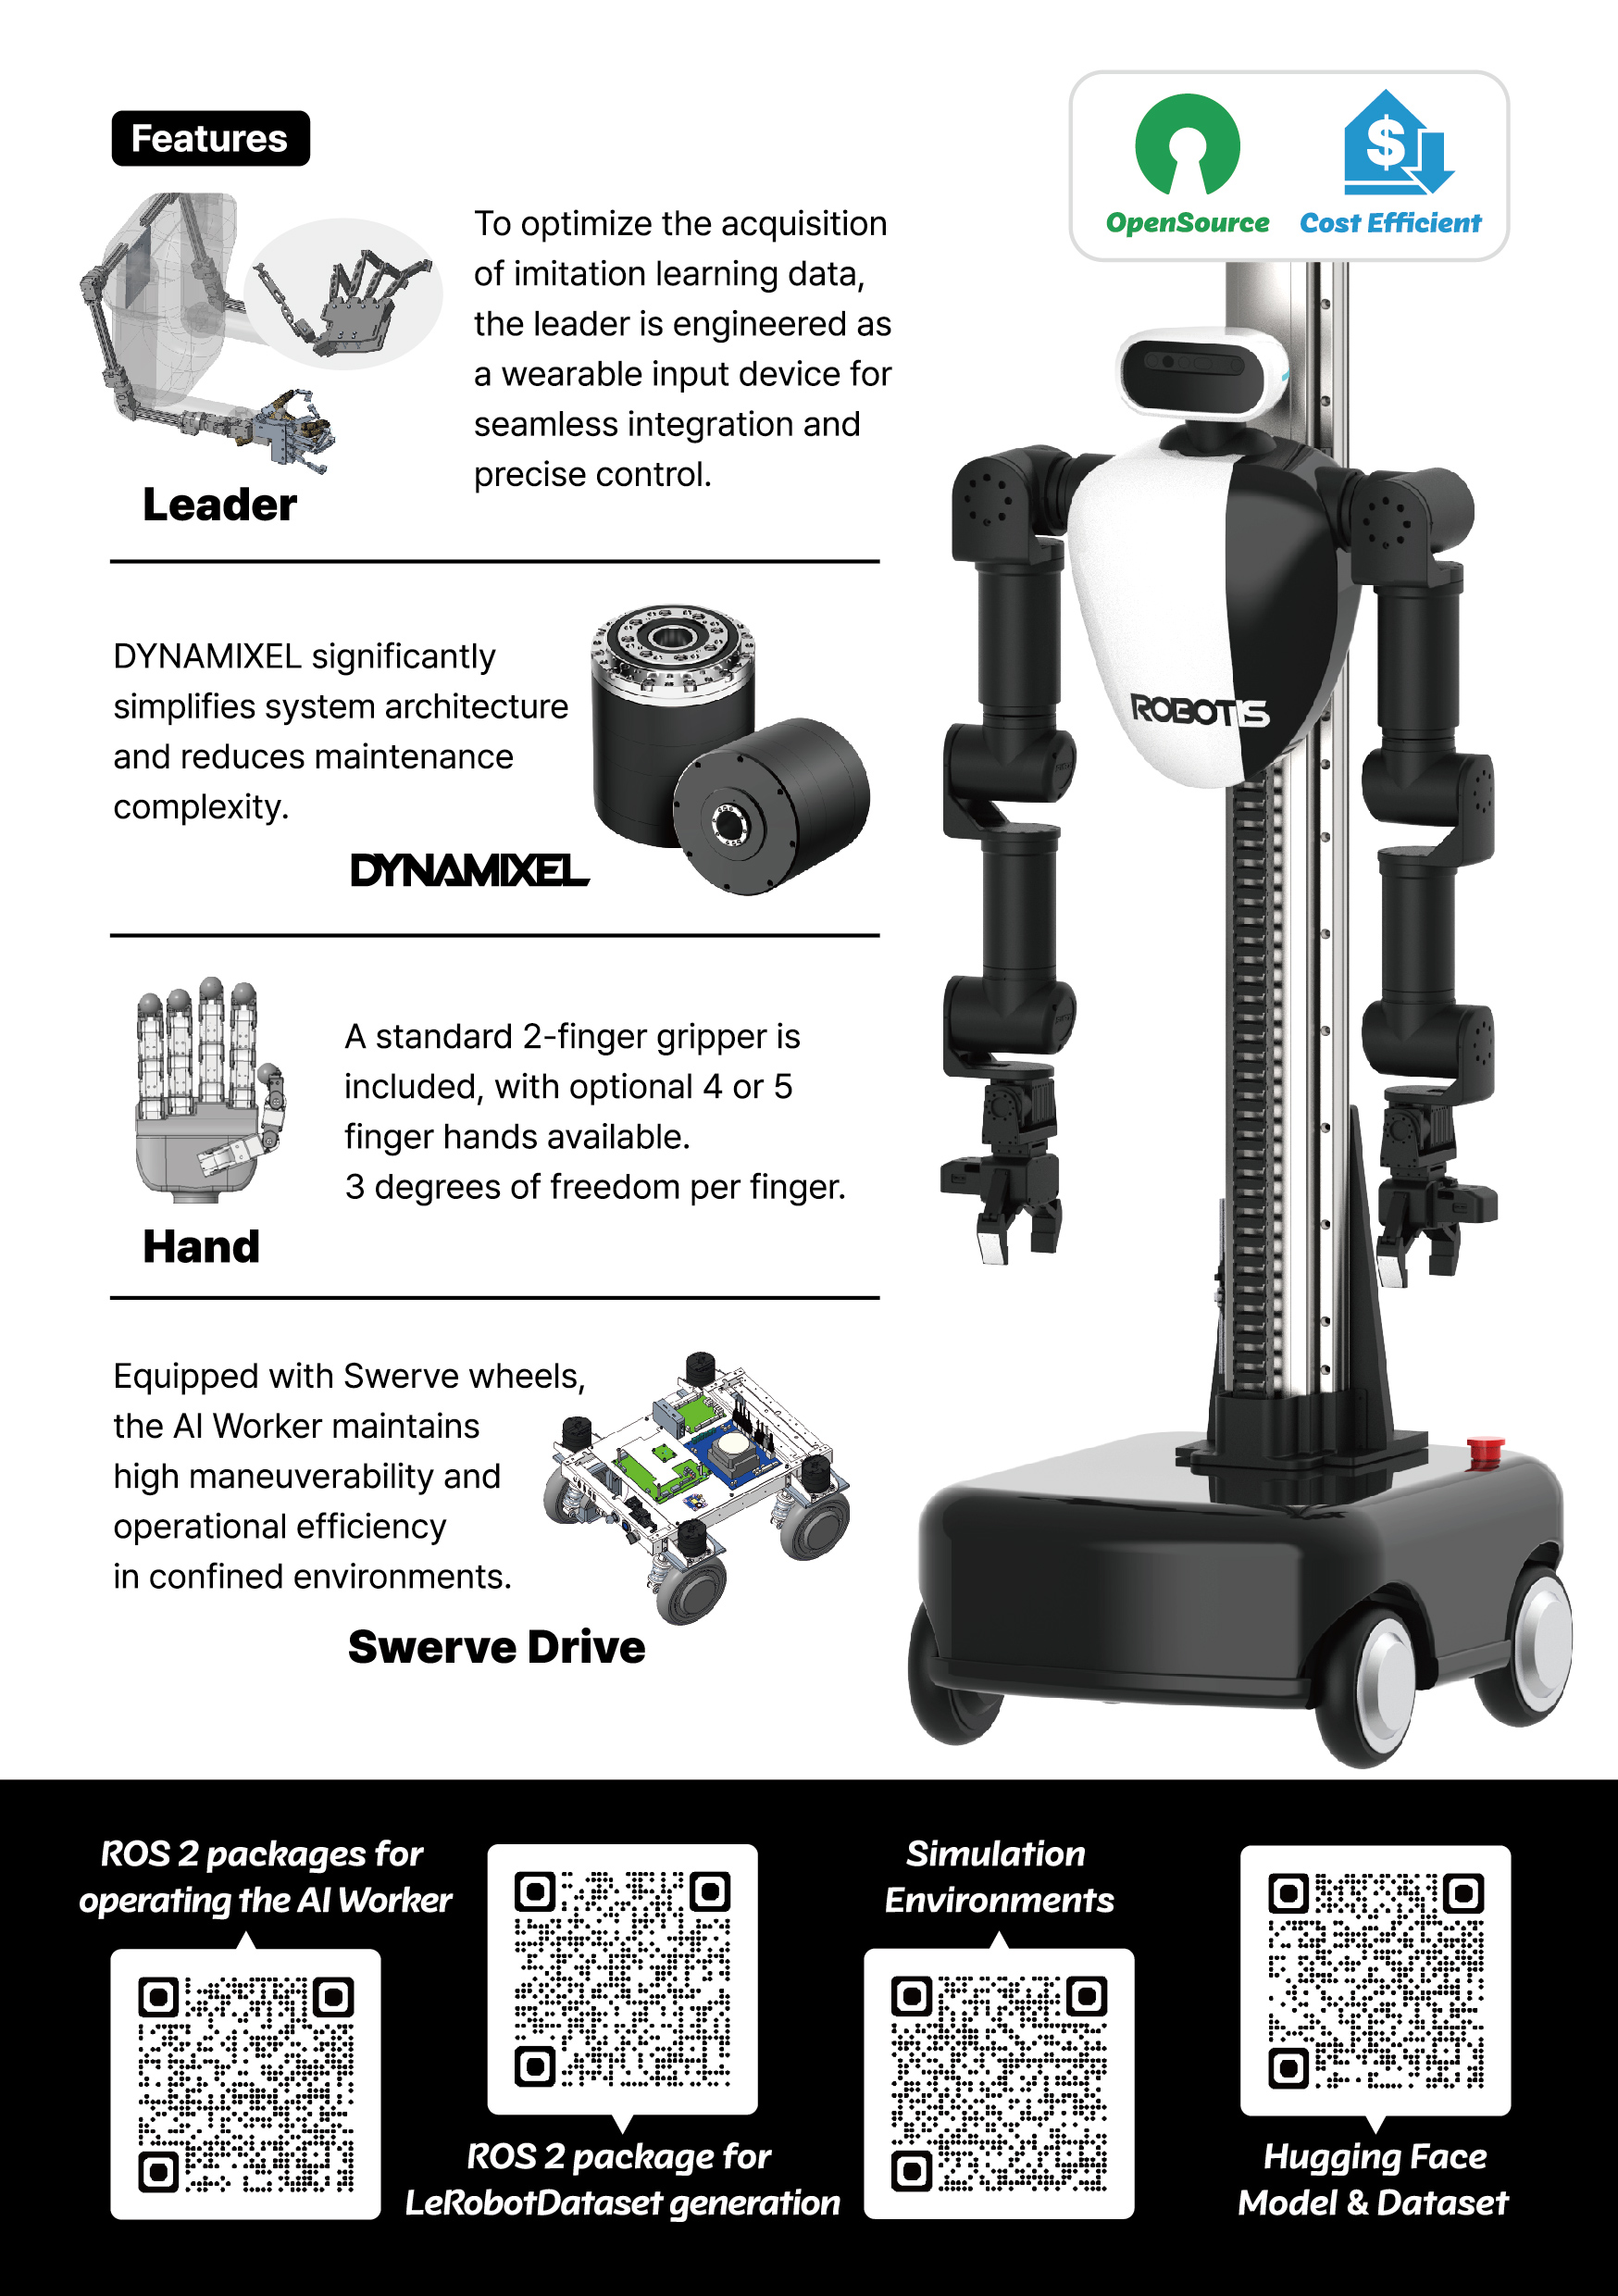 Features
OpenSource
Cost Efficient
To optimize the acquisition
of imitation learning data,
the leader is engineered as
a wearable input device for
seamless integration and
precise control.
Leader
DYNAMIXEL significantly
simplifies system architecture
and reduces maintenance
complexity.
DYNAMIXEL
A standard 2-finger gripper is
included, with optional 4 or 5
finger hands available.
3 degrees of freedom per finger.
Hand
Equipped with Swerve wheels,
the AI Worker maintains
high maneuverability and
operational efficiency
in confined environments.
Swerve Drive
ROBOTIS
ROS 2 packages for
operating the AI Worker
ROS 2 package for
LeRobotDataset generation
Simulation
Environments
Hugging Face
Model & Dataset